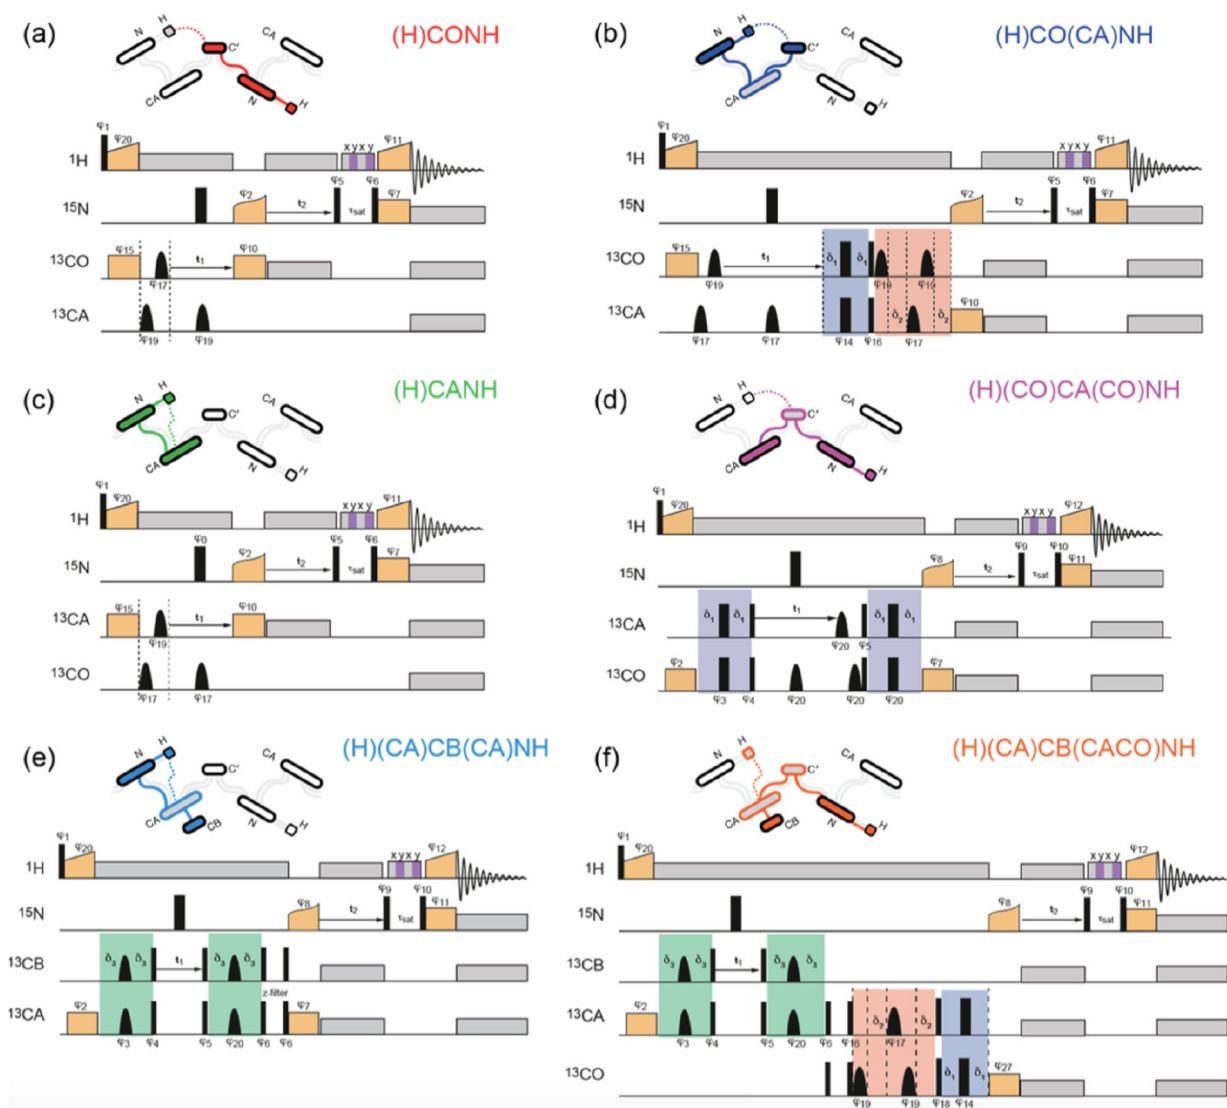 (a) (H)CONH
N H C' CA
CA N H
φ1 φ20 x y x y φ11
¹H
φ2 t₂ φ5 τsat φ6 φ7
¹⁵N
φ15 t₁ φ10
¹³CO
φ17
¹³CA
φ19 φ19
(b) (H)CO(CA)NH
N H C' CA
CA N H
φ1 φ20 x y x y φ11
¹H
φ2 t₂ φ5 τsat φ6 φ7
¹⁵N
φ15 t₁ δ₁ δ₁
¹³CO
φ19 φ19 φ19
δ₂ δ₂ φ10
¹³CA
φ17 φ17 φ14 φ16 φ17
(c) (H)CANH
N H C' CA
CA N H
φ1 φ20 x y x y φ11
¹H
φ0 φ2 t₂ φ5 τsat φ6 φ7
¹⁵N
φ15 t₁ φ10
¹³CA
φ19
¹³CO
φ17 φ17
(d) (H)(CO)CA(CO)NH
N H C' CA
CA N H
φ1 φ20 x y x y φ12
¹H
φ8 t₂ φ9 τsat φ10 φ11
¹⁵N
δ₁ δ₁ t₁ δ₁ δ₁
¹³CA
φ20 φ5
φ2 φ7
¹³CO
φ3 φ4 φ20 φ20 φ20
(e) (H)(CA)CB(CA)NH
N H C' CA
CA CB N H
φ1 φ20 x y x y φ12
¹H
φ8 t₂ φ9 τsat φ10 φ11
¹⁵N
δ₃ δ₃ t₁ δ₃ δ₃
¹³CB
z-filter
φ2 φ7
¹³CA
φ3 φ4 φ5 φ20 φ6 φ6
(f) (H)(CA)CB(CACO)NH
N H C' CA
CA CB N H
φ1 φ20 x y x y φ12
¹H
φ8 t₂ φ9 τsat φ10 φ11
¹⁵N
δ₃ δ₃ t₁ δ₃ δ₃
¹³CB
φ2 δ₂ φ17 δ₂
¹³CA
φ3 φ4 φ5 φ20 φ6 φ16
δ₁ δ₁ φ27
¹³CO
φ19 φ19 φ18 φ14